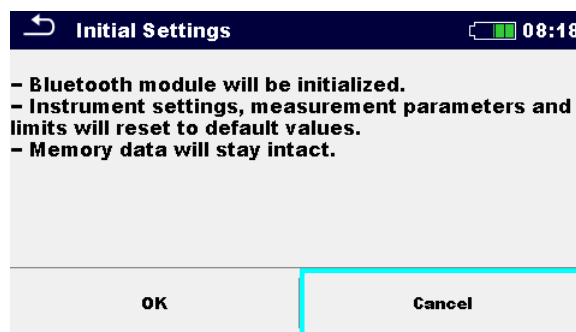 Initial Settings 08:18
– Bluetooth module will be initialized.
– Instrument settings, measurement parameters and
limits will reset to default values.
– Memory data will stay intact.
OK Cancel